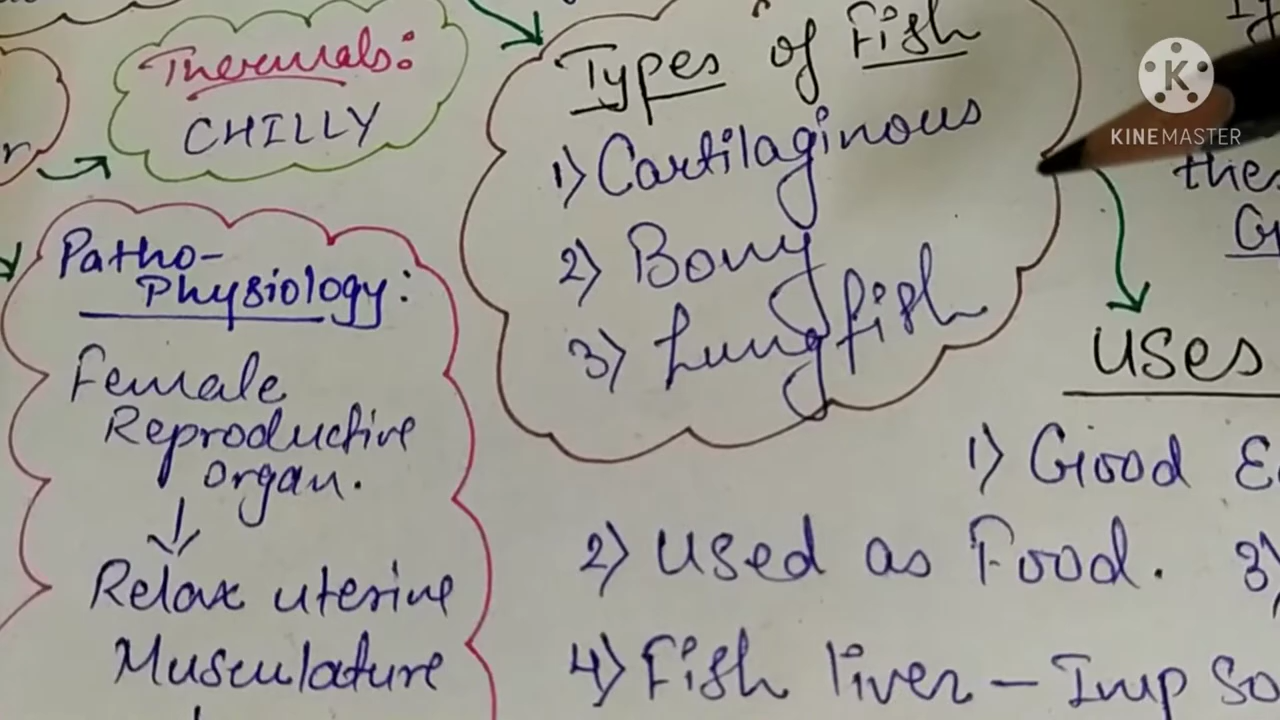 Thermals:
CHILLY
Patho-
Physiology:
Female
Reproductive
organ.
Relax uterine
Musculature
Types of Fish
1) Cartilaginous
2) Bony
3) Lung fish
USES
1) Good
2) Used as Food. 3)
4) Fish liver - Imp
KINEMASTER